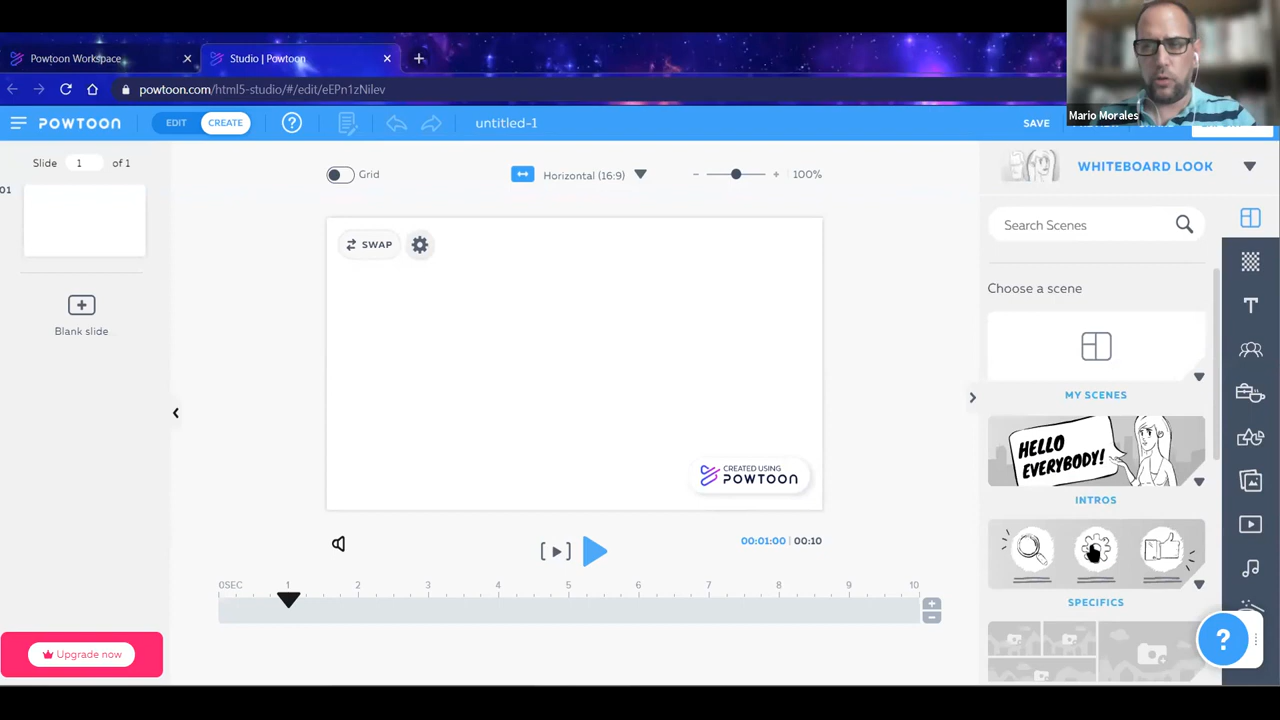 Powtoon Workspace
Studio | Powtoon
powtoon.com/html5-studio/#/edit/eEPn1zNilev
Mario Morales
POWTOON
EDIT
CREATE
?
untitled-1
SAVE
Slide 1 of 1
Grid
Horizontal (16:9)
- + 100%
WHITEBOARD LOOK
01
Search Scenes
SWAP
Choose a scene
T
Blank slide
MY SCENES
HELLO
EVERYBODY!
CREATED USING
POWTOON
INTROS
00:01:00 00:10
0SEC 1 2 3 4 5 6 7 8 9 10
+
-
SPECIFICS
Upgrade now
?